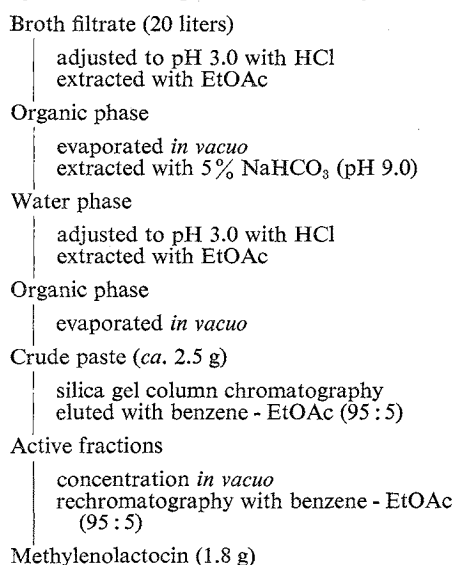 Broth filtrate (20 liters)
adjusted to pH 3.0 with HCl
extracted with EtOAc
Organic phase
evaporated in vacuo
extracted with 5% NaHCO₃ (pH 9.0)
Water phase
adjusted to pH 3.0 with HCl
extracted with EtOAc
Organic phase
evaporated in vacuo
Crude paste (ca. 2.5 g)
silica gel column chromatography
eluted with benzene - EtOAc (95 : 5)
Active fractions
concentration in vacuo
rechromatography with benzene - EtOAc
(95 : 5)
Methylenolactocin (1.8 g)